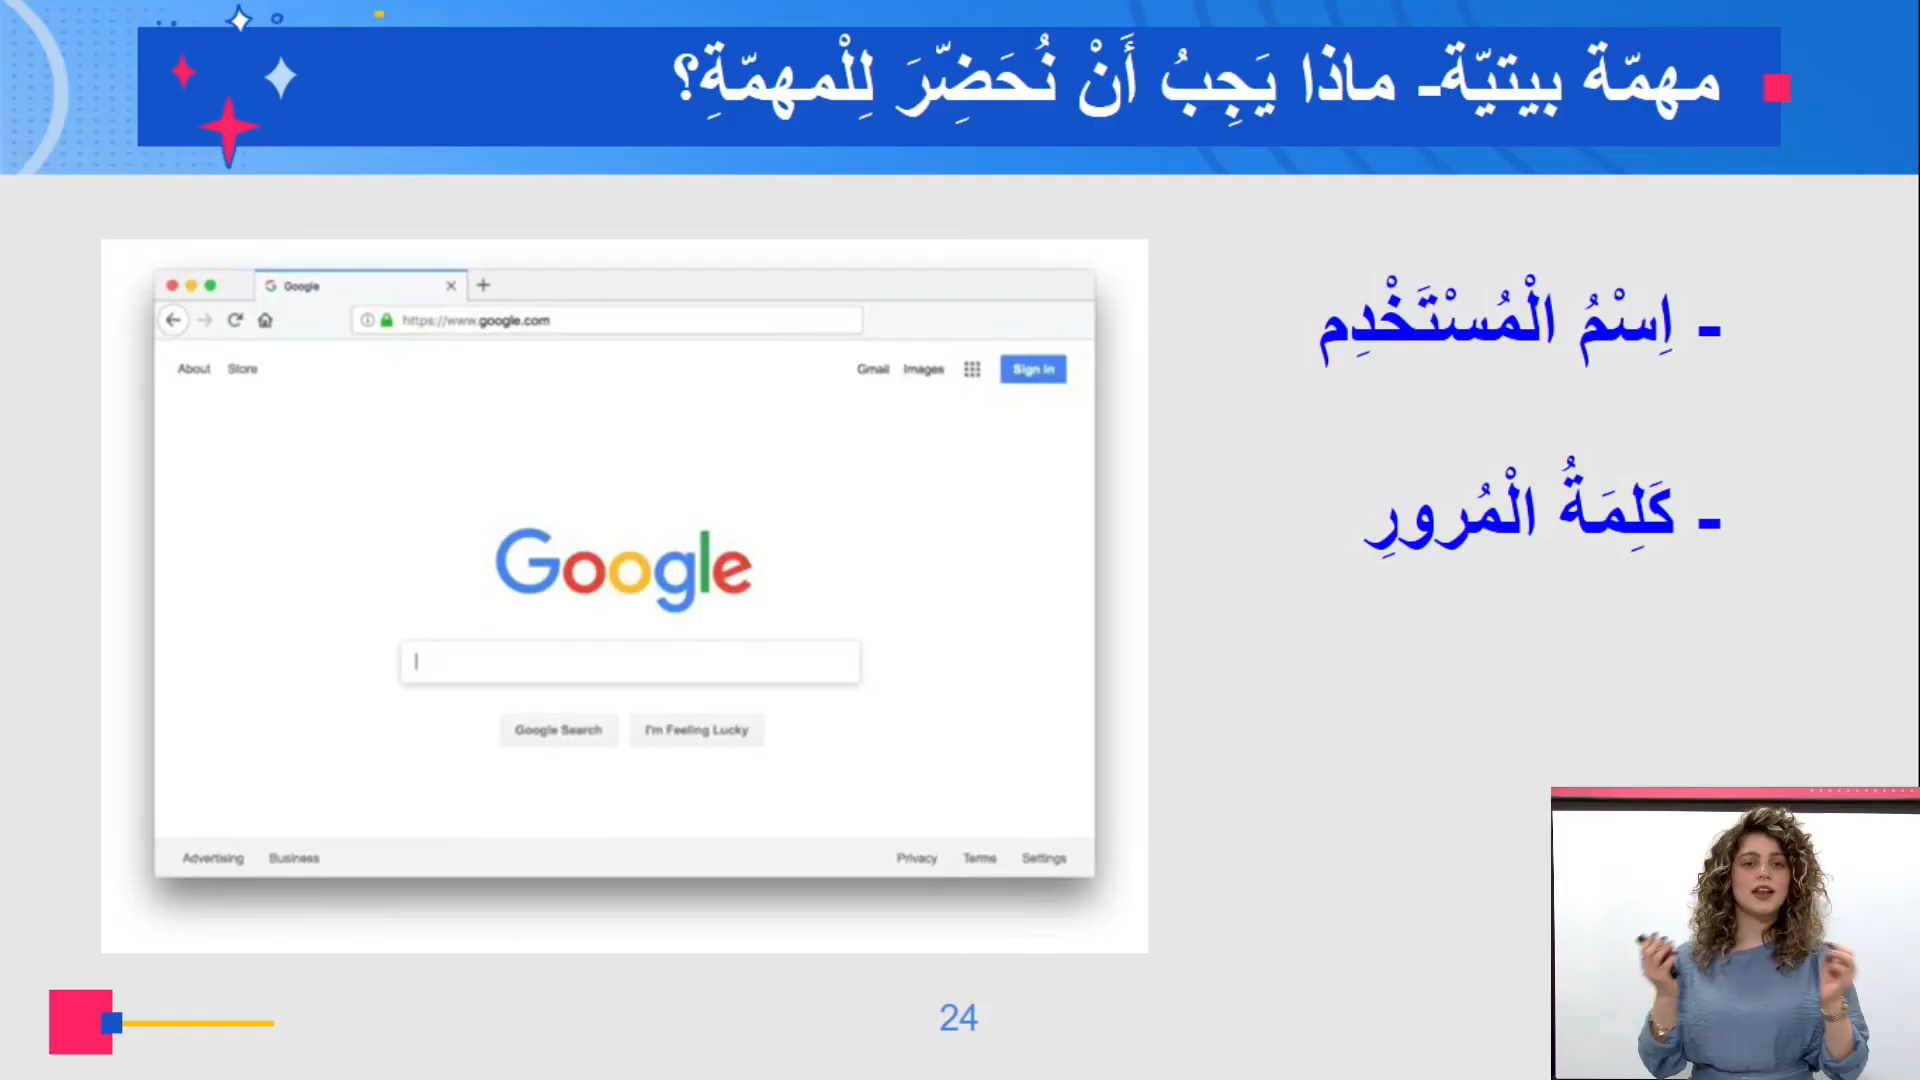 مهمّة بيتيّة- ماذا يَجِبُ أَنْ نُحَضِّرَ لِلْمهمّةِ؟
- اِسْمُ الْمُسْتَخْدِم
- كَلِمَةُ الْمُرورِ
Google
https://www.google.com
About Store
Gmail Images Sign in
Google
Google Search I'm Feeling Lucky
Advertising Business
Privacy Terms Settings
24